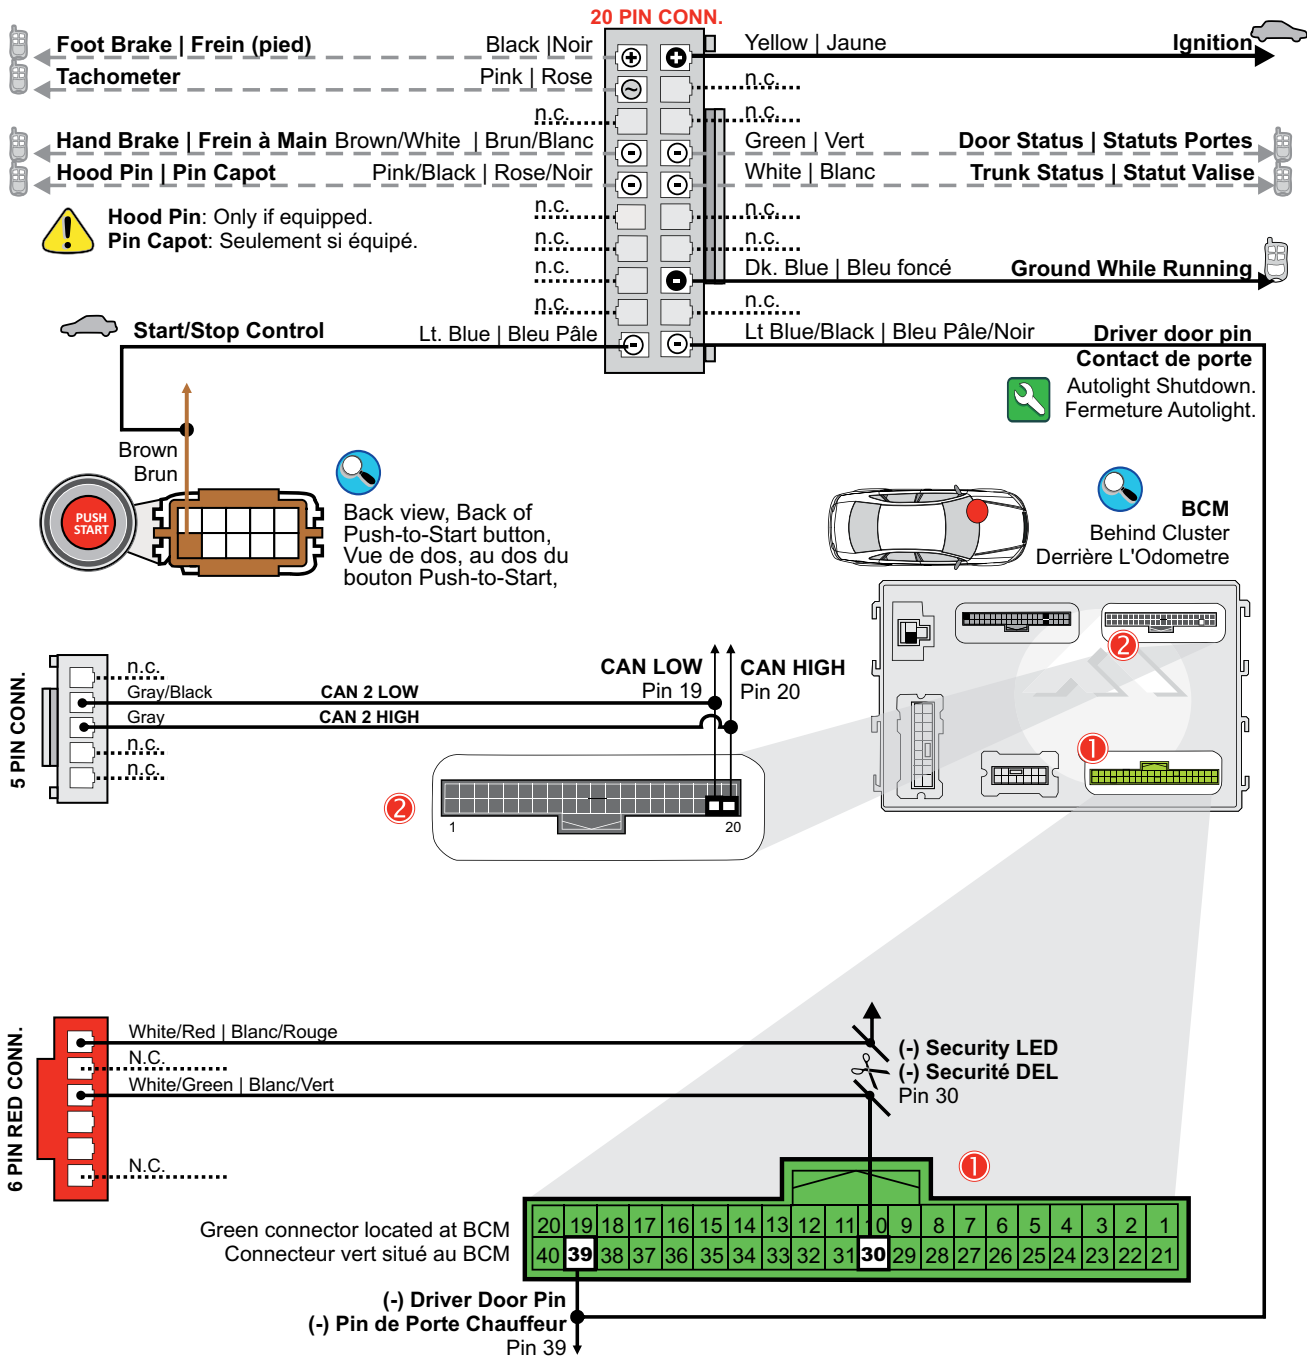 20 PIN CONN.
Foot Brake | Frein (pied) Black |Noir
Yellow | Jaune Ignition
Tachometer Pink | Rose
n.c.
n.c.
n.c.
Hand Brake | Frein à Main Brown/White | Brun/Blanc
Green | Vert Door Status | Statuts Portes
Hood Pin | Pin Capot Pink/Black | Rose/Noir
White | Blanc Trunk Status | Statut Valise
Hood Pin: Only if equipped.
Pin Capot: Seulement si équipé.
n.c.
n.c.
n.c.
n.c.
n.c.
Dk. Blue | Bleu foncé Ground While Running
n.c.
n.c.
Start/Stop Control Lt. Blue | Bleu Pâle
Lt Blue/Black | Bleu Pâle/Noir Driver door pin
Contact de porte
Autolight Shutdown.
Fermeture Autolight.
Brown
Brun
PUSH
START
Back view, Back of
Push-to-Start button,
Vue de dos, au dos du
bouton Push-to-Start,
BCM
Behind Cluster
Derrière L'Odometre
2
1
5 PIN CONN.
n.c.
Gray/Black CAN 2 LOW
Gray CAN 2 HIGH
n.c.
n.c.
CAN LOW
Pin 19
CAN HIGH
Pin 20
2
1 20
6 PIN RED CONN.
White/Red | Blanc/Rouge
N.C.
White/Green | Blanc/Vert
N.C.
(-) Security LED
(-) Securité DEL
Pin 30
1
Green connector located at BCM
Connecteur vert situé au BCM
20 19 18 17 16 15 14 13 12 11 10 9 8 7 6 5 4 3 2 1
40 39 38 37 36 35 34 33 32 31 30 29 28 27 26 25 24 23 22 21
(-) Driver Door Pin
(-) Pin de Porte Chauffeur
Pin 39